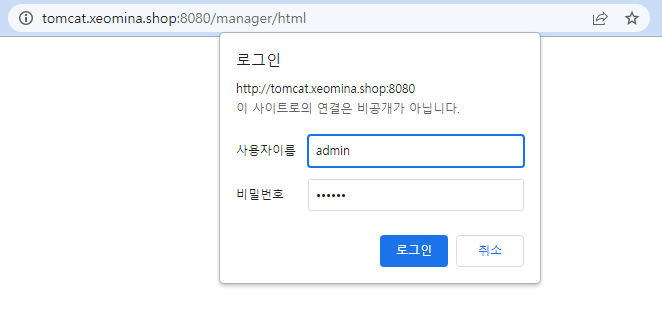 tomcat.xeomina.shop:8080/manager/html
로그인
http://tomcat.xeomina.shop:8080
이 사이트로의 연결은 비공개가 아닙니다.
사용자이름 admin
비밀번호 ••••••
로그인 취소